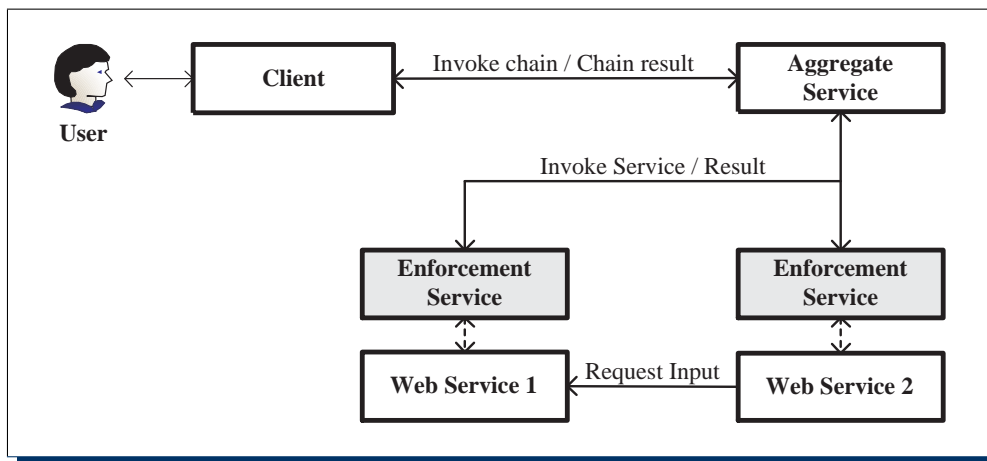 User
Client
Invoke chain / Chain result
Aggregate
Service
Invoke Service / Result
Enforcement
Service
Enforcement
Service
Web Service 1
Request Input
Web Service 2